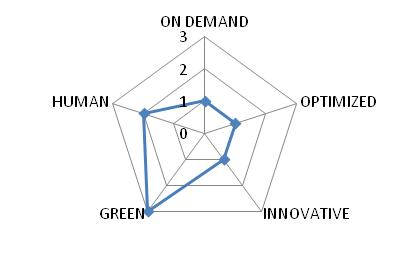 ON DEMAND
3
2
1
0
HUMAN
OPTIMIZED
GREEN
INNOVATIVE